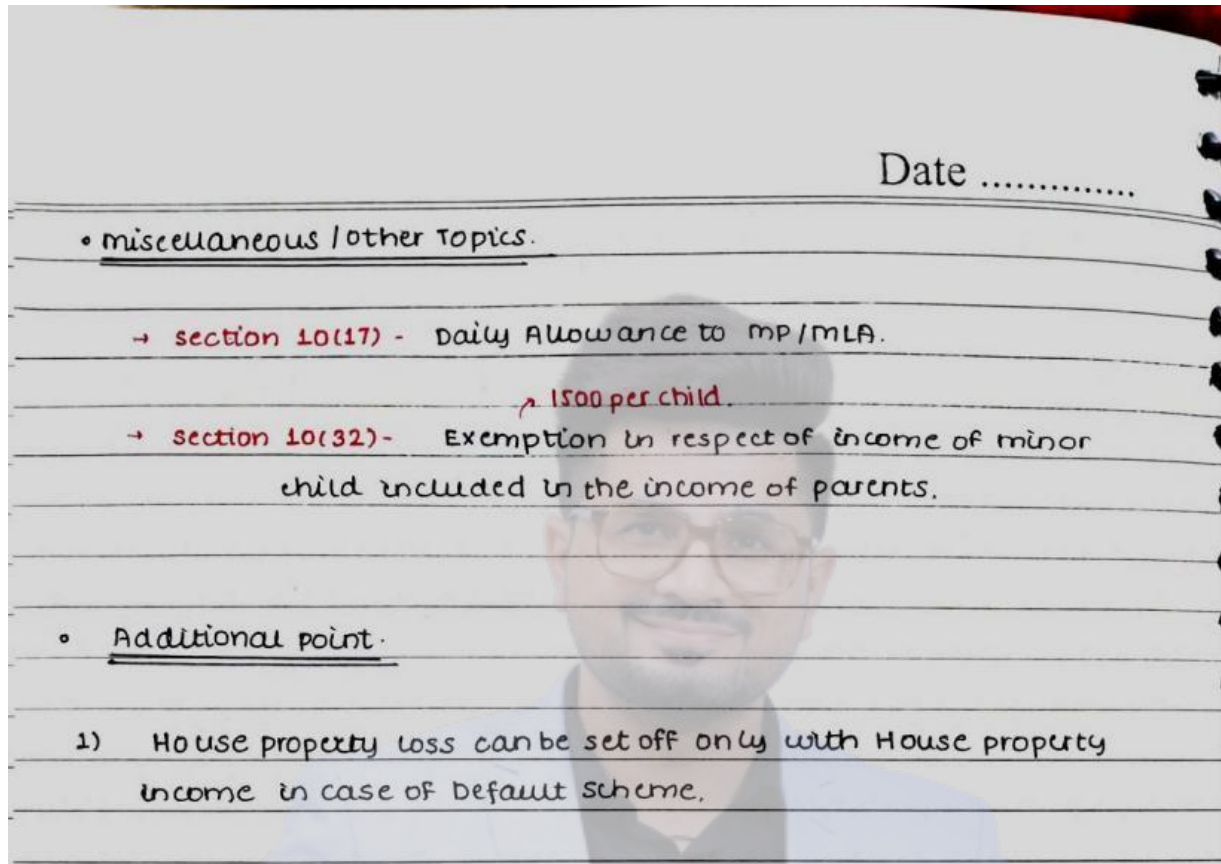 Date ..............
• miscellaneous / other Topics.
→ section 10(17) - Daily Allowance to MP/MLA.
↗ 1500 per child.
→ section 10(32)- Exemption in respect of income of minor
child included in the income of parents.
• Additional point.
1) House property loss can be set off only with House property
income in case of Default scheme.